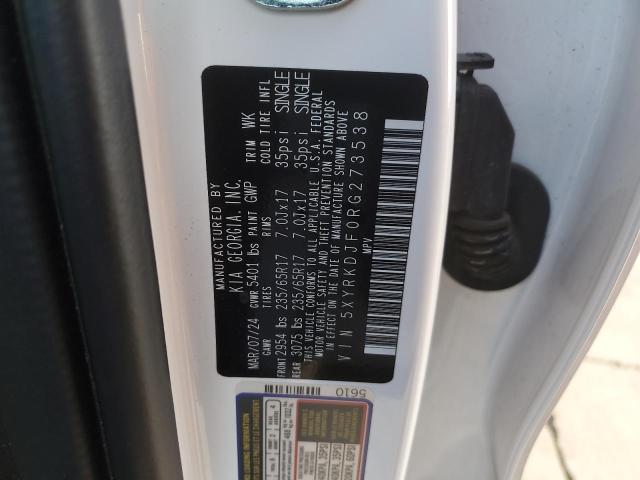 MANUFACTURED BY
KIA GEORGIA, INC.
TRIM WK
MAR/07/24 GVWR 5401 lbs PAINT GWP
GAWR TIRES RIMS COLD TIRE INFL
FRONT 2954 lbs 235/65R17 7.0Jx17 35psi SINGLE
REAR 3075 lbs 235/65R17 7.0Jx17 35psi SINGLE
THIS VEHICLE CONFORMS TO ALL APPLICABLE U.S.A. FEDERAL
MOTOR VEHICLE SAFETY AND THEFT PREVENTION STANDARDS
IN EFFECT ON THE DATE OF MANUFACTURE SHOWN ABOVE
VIN 5XYRKDJF0RG273538
MPV
5610